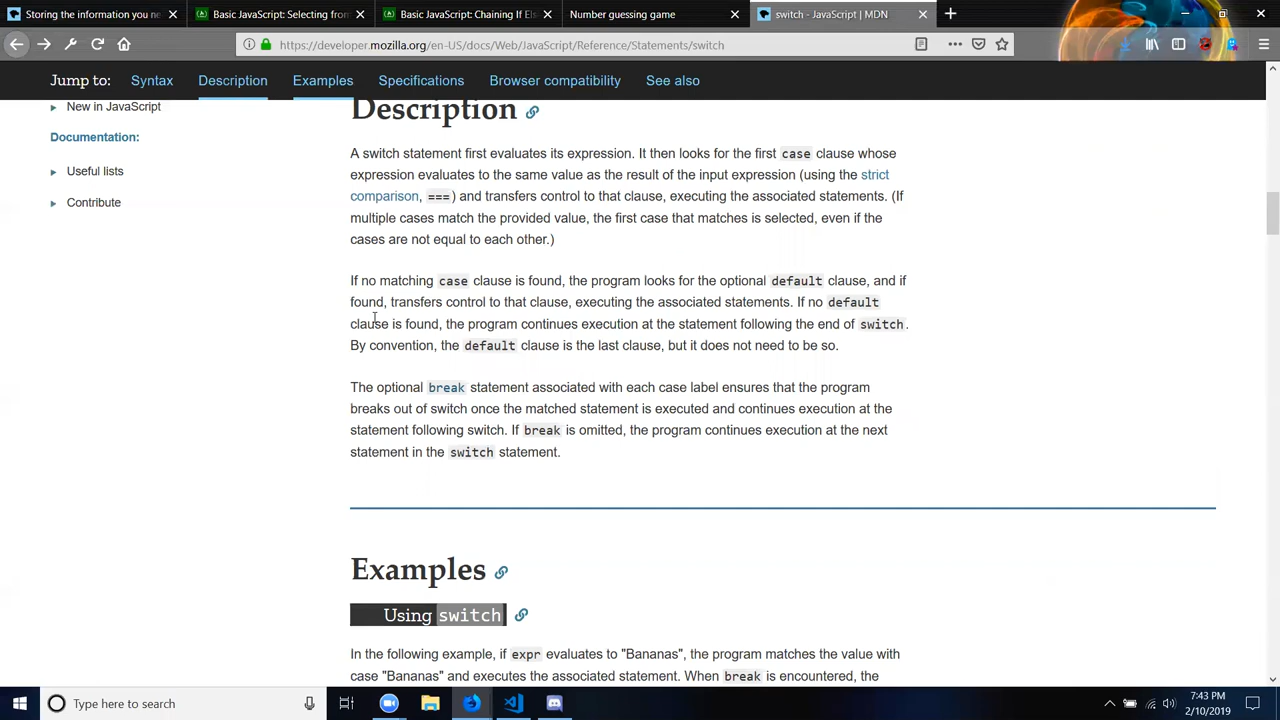 Storing the information you ne
Basic JavaScript: Selecting from
Basic JavaScript: Chaining If Els
Number guessing game
switch - JavaScript | MDN
https://developer.mozilla.org/en-US/docs/Web/JavaScript/Reference/Statements/switch
Jump to: Syntax Description Examples Specifications Browser compatibility See also
New in JavaScript
Documentation:
Useful lists
Contribute
Description
A switch statement first evaluates its expression. It then looks for the first case clause whose
expression evaluates to the same value as the result of the input expression (using the strict
comparison, ===) and transfers control to that clause, executing the associated statements. (If
multiple cases match the provided value, the first case that matches is selected, even if the
cases are not equal to each other.)
If no matching case clause is found, the program looks for the optional default clause, and if
found, transfers control to that clause, executing the associated statements. If no default
clause is found, the program continues execution at the statement following the end of switch.
By convention, the default clause is the last clause, but it does not need to be so.
The optional break statement associated with each case label ensures that the program
breaks out of switch once the matched statement is executed and continues execution at the
statement following switch. If break is omitted, the program continues execution at the next
statement in the switch statement.
Examples
Using switch
In the following example, if expr evaluates to "Bananas", the program matches the value with
case "Bananas" and executes the associated statement. When break is encountered, the
Type here to search
7:43 PM
2/10/2019